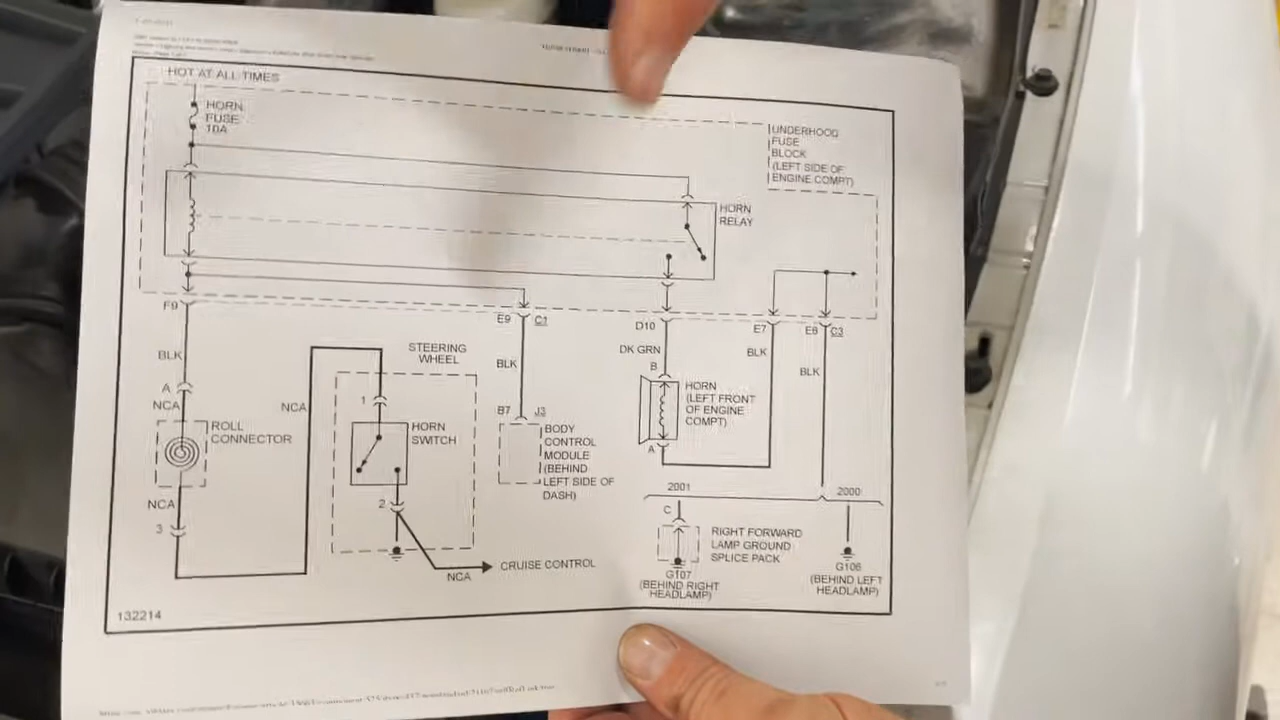 HOT AT ALL TIMES
HORN
FUSE
10A
UNDERHOOD
FUSE
BLOCK
(LEFT SIDE OF
ENGINE COMPT)
HORN
RELAY
F9
E9
C1
D10
E7
E8
C3
BLK
STEERING
WHEEL
BLK
DK GRN
BLK
BLK
A
NCA
NCA
1
B
HORN
(LEFT FRONT
OF ENGINE
COMPT)
A
ROLL
CONNECTOR
HORN
SWITCH
B7
J3
BODY
CONTROL
MODULE
(BEHIND
LEFT SIDE OF
DASH)
NCA
3
2
2001
2000
C
RIGHT FORWARD
LAMP GROUND
SPLICE PACK
NCA
CRUISE CONTROL
G107
(BEHIND RIGHT
HEADLAMP)
G106
(BEHIND LEFT
HEADLAMP)
132214